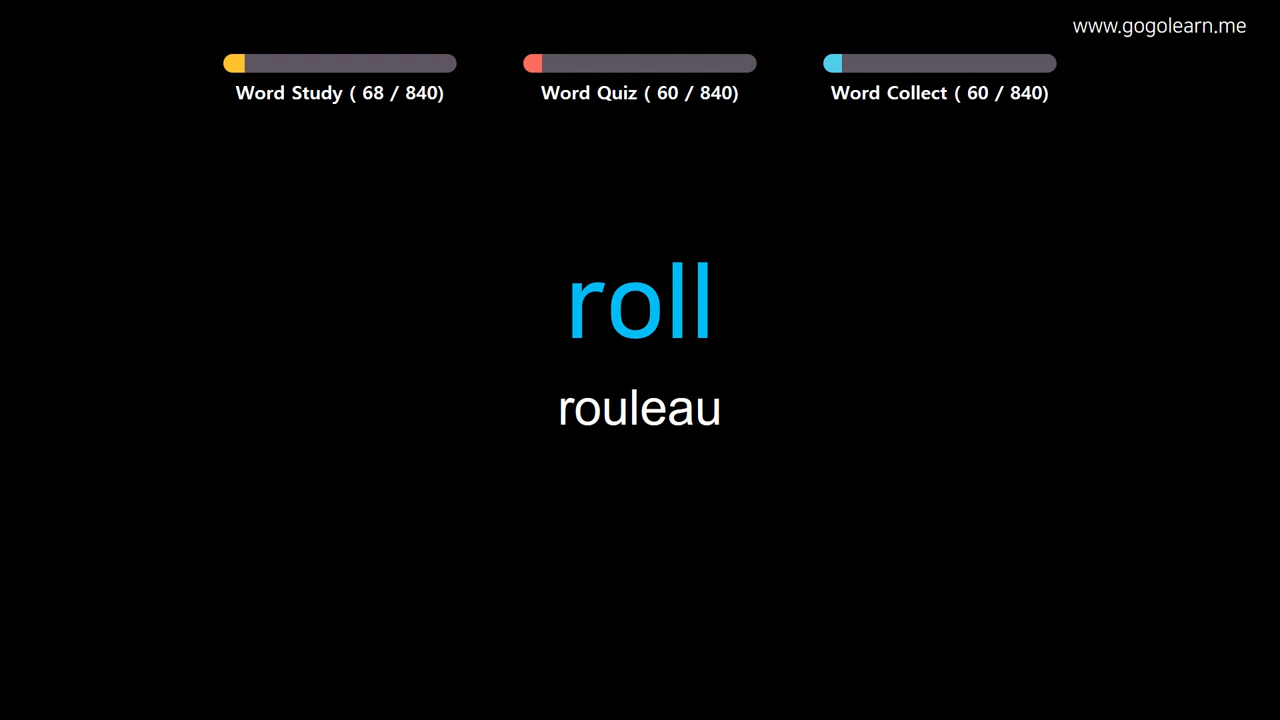 www.gogolearn.me
Word Study ( 68 / 840)
Word Quiz ( 60 / 840)
Word Collect ( 60 / 840)
roll
rouleau